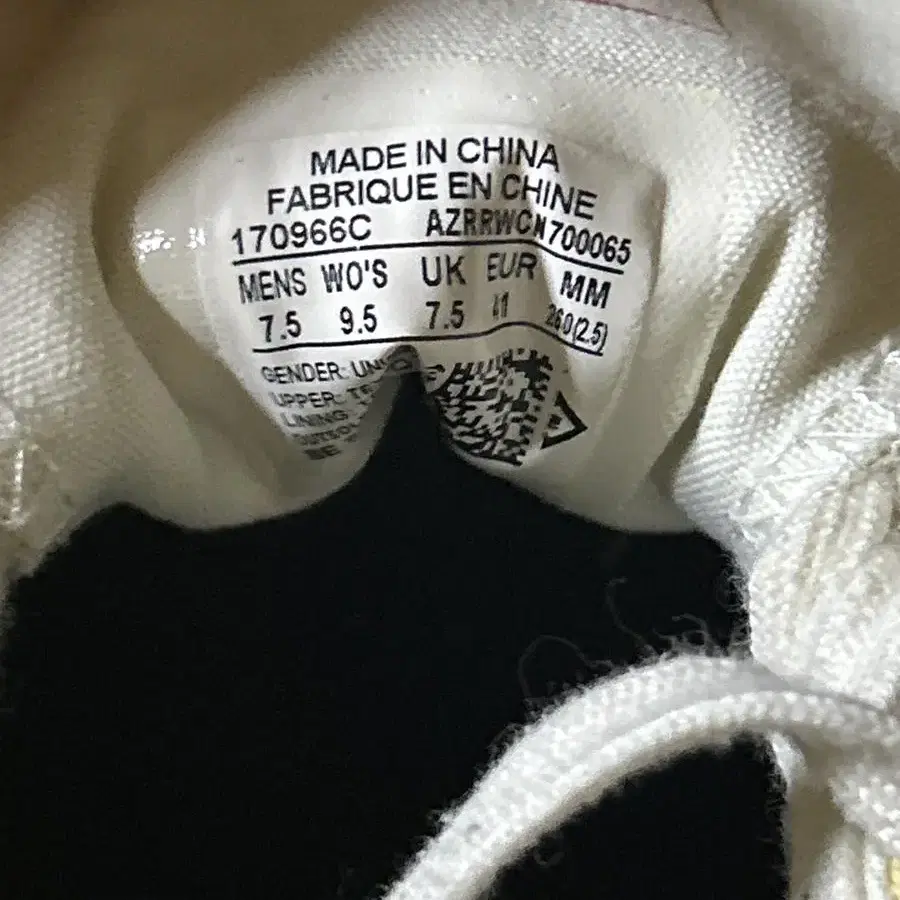 MADE IN CHINA
FABRIQUE EN CHINE
170966C AZRRWCN700065
MENS WO'S UK EUR MM
7.5 9.5 7.5 41 260(2.5)
GENDER:
UPPER:
LINING: